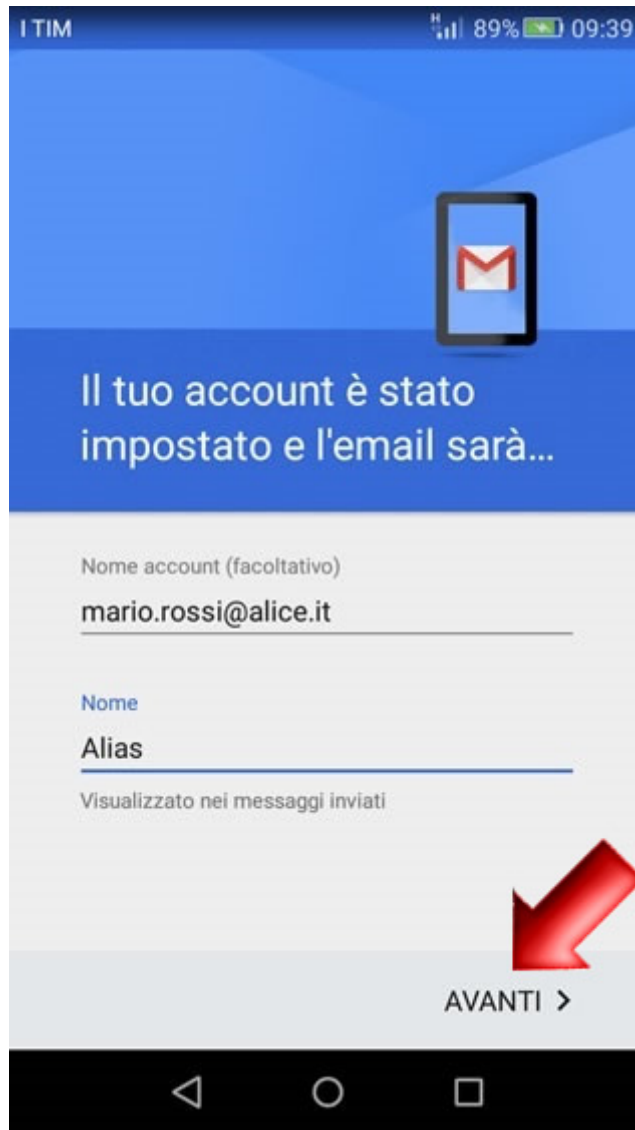 I TIM
H 89% 09:39
Il tuo account è stato
impostato e l'email sarà...
Nome account (facoltativo)
mario.rossi@alice.it
Nome
Alias
Visualizzato nei messaggi inviati
AVANTI